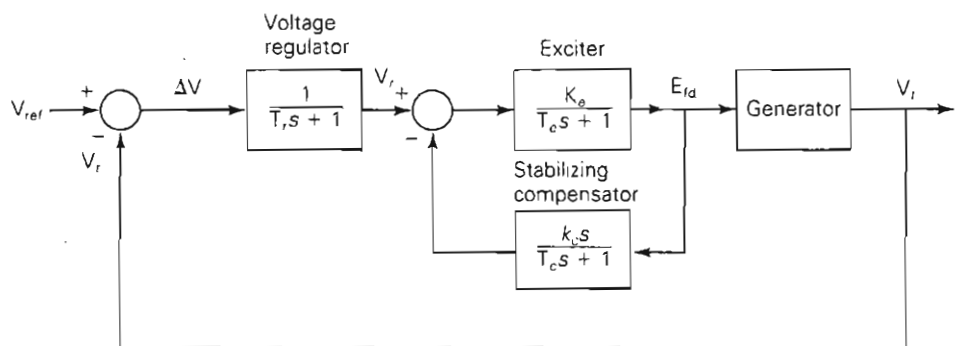 Voltage
regulator
Exciter
V_ref
+
−
ΔV
1
T_r s + 1
V_r
+
−
K_e
T_e s + 1
E_fd
Generator
V_t
V_t
Stabilizing
compensator
k_c s
T_c s + 1